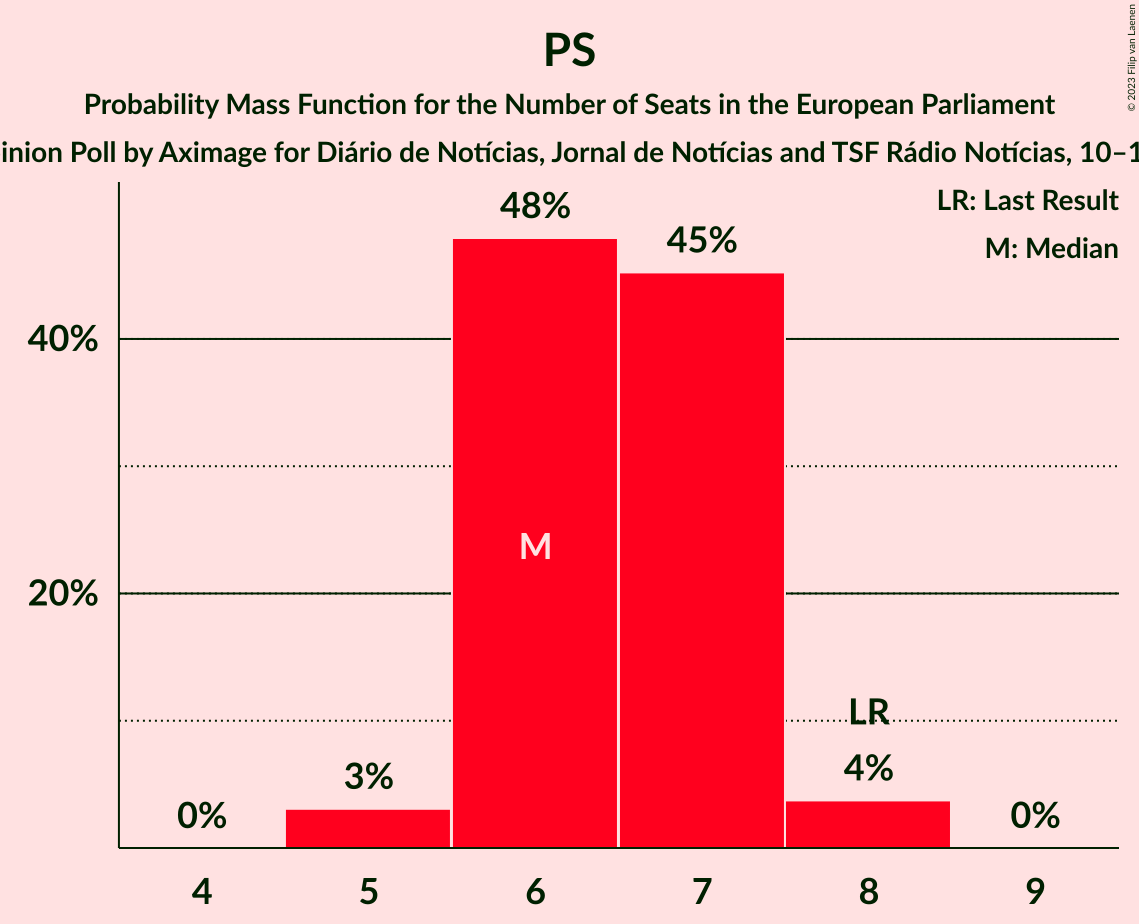 PS
Probability Mass Function for the Number of Seats in the European Parliament
inion Poll by Aximage for Diário de Notícias, Jornal de Notícias and TSF Rádio Notícias, 10–1
© 2023 Filip van Laenen
LR: Last Result
M: Median
48%
45%
40%
M
20%
LR
4%
3%
0%
0%
4 5 6 7 8 9